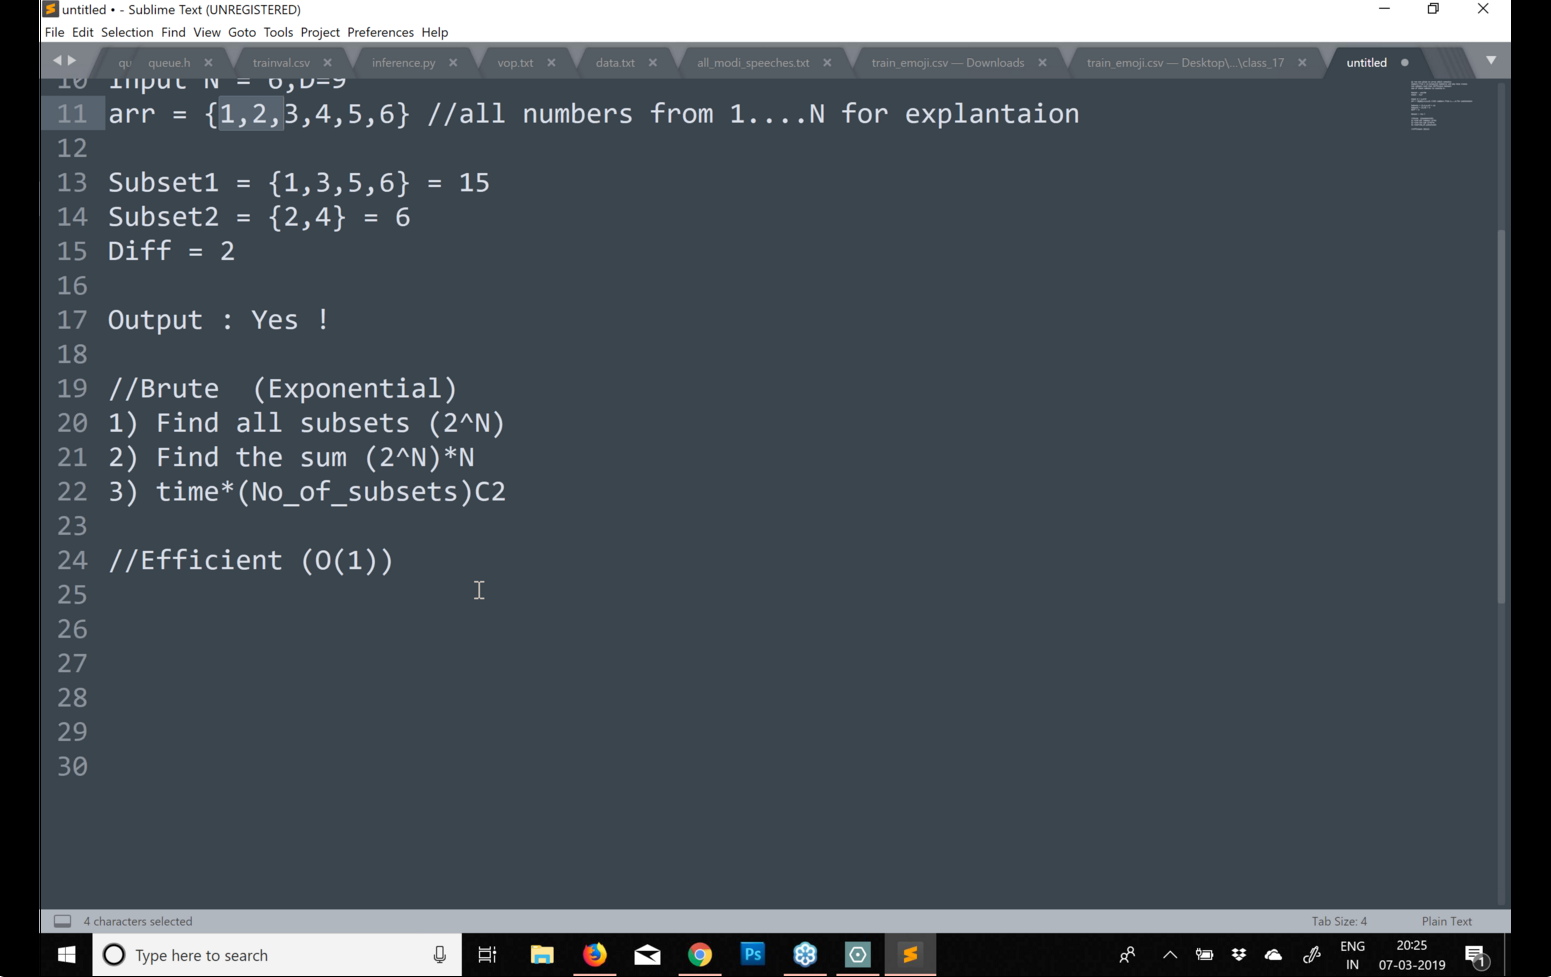 untitled • - Sublime Text (UNREGISTERED)
File Edit Selection Find View Goto Tools Project Preferences Help
qu queue.h trainval.csv inference.py vop.txt data.txt all_modi_speeches.txt train_emoji.csv — Downloads train_emoji.csv — Desktop\...\class_17 untitled
10 Input N = 6,D=9
11 arr = {1,2,3,4,5,6} //all numbers from 1....N for explantaion
12
13 Subset1 = {1,3,5,6} = 15
14 Subset2 = {2,4} = 6
15 Diff = 2
16
17 Output : Yes !
18
19 //Brute  (Exponential)
20 1) Find all subsets (2^N)
21 2) Find the sum (2^N)*N
22 3) time*(No_of_subsets)C2
23
24 //Efficient (O(1))
25
26
27
28
29
30
4 characters selected Tab Size: 4 Plain Text
Type here to search Ps ENG IN 20:25 07-03-2019 1